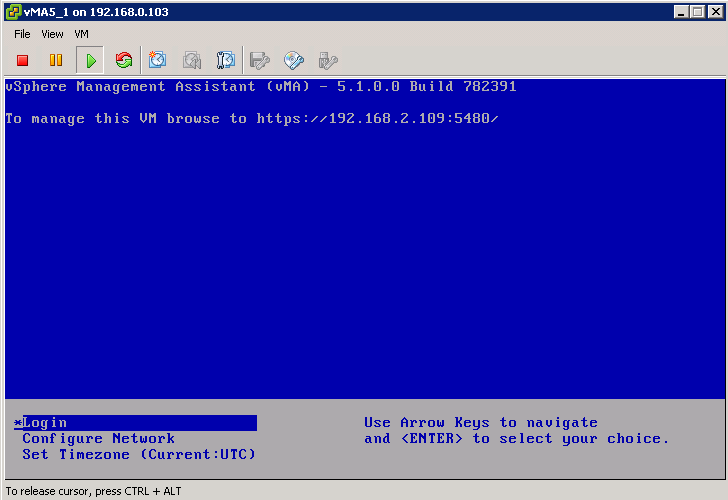 vMA5_1 on 192.168.0.103
File View VM
vSphere Management Assistant (vMA) - 5.1.0.0 Build 782391
To manage this VM browse to https://192.168.2.109:5480/
*Login
Configure Network
Set Timezone (Current:UTC)
Use Arrow Keys to navigate
and <ENTER> to select your choice.
To release cursor, press CTRL + ALT